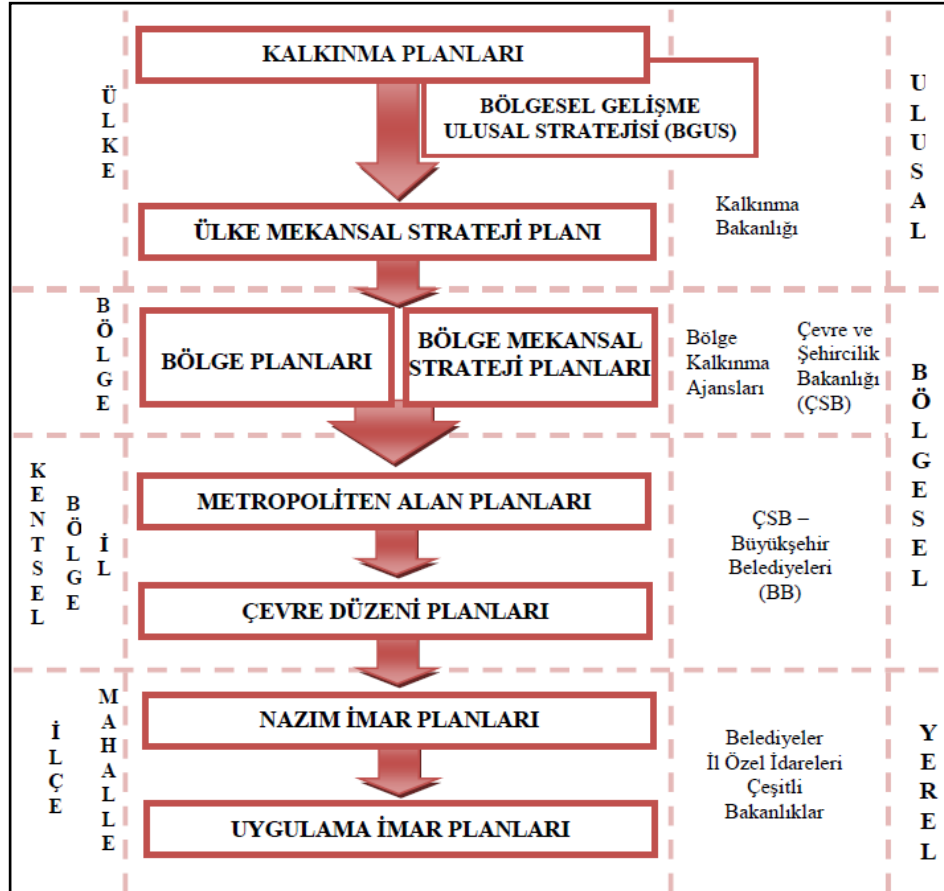 KALKINMA PLANLARI
BÖLGESEL GELİŞME
ULUSAL STRATEJİSİ (BGUS)
ÜLKE
ULUSAL
Kalkınma
Bakanlığı
ÜLKE MEKANSAL STRATEJİ PLANI
BÖLGE
BÖLGE PLANLARI
BÖLGE MEKANSAL
STRATEJİ PLANLARI
Bölge
Kalkınma
Ajansları
Çevre ve
Şehircilik
Bakanlığı
(ÇSB)
BÖLGESEL
KENTSEL
BÖLGE
İL
METROPOLİTEN ALAN PLANLARI
ÇSB –
Büyükşehir
Belediyeleri
(BB)
ÇEVRE DÜZENİ PLANLARI
İLÇE
MAHALLE
NAZIM İMAR PLANLARI
Belediyeler
İl Özel İdareleri
Çeşitli
Bakanlıklar
YEREL
UYGULAMA İMAR PLANLARI